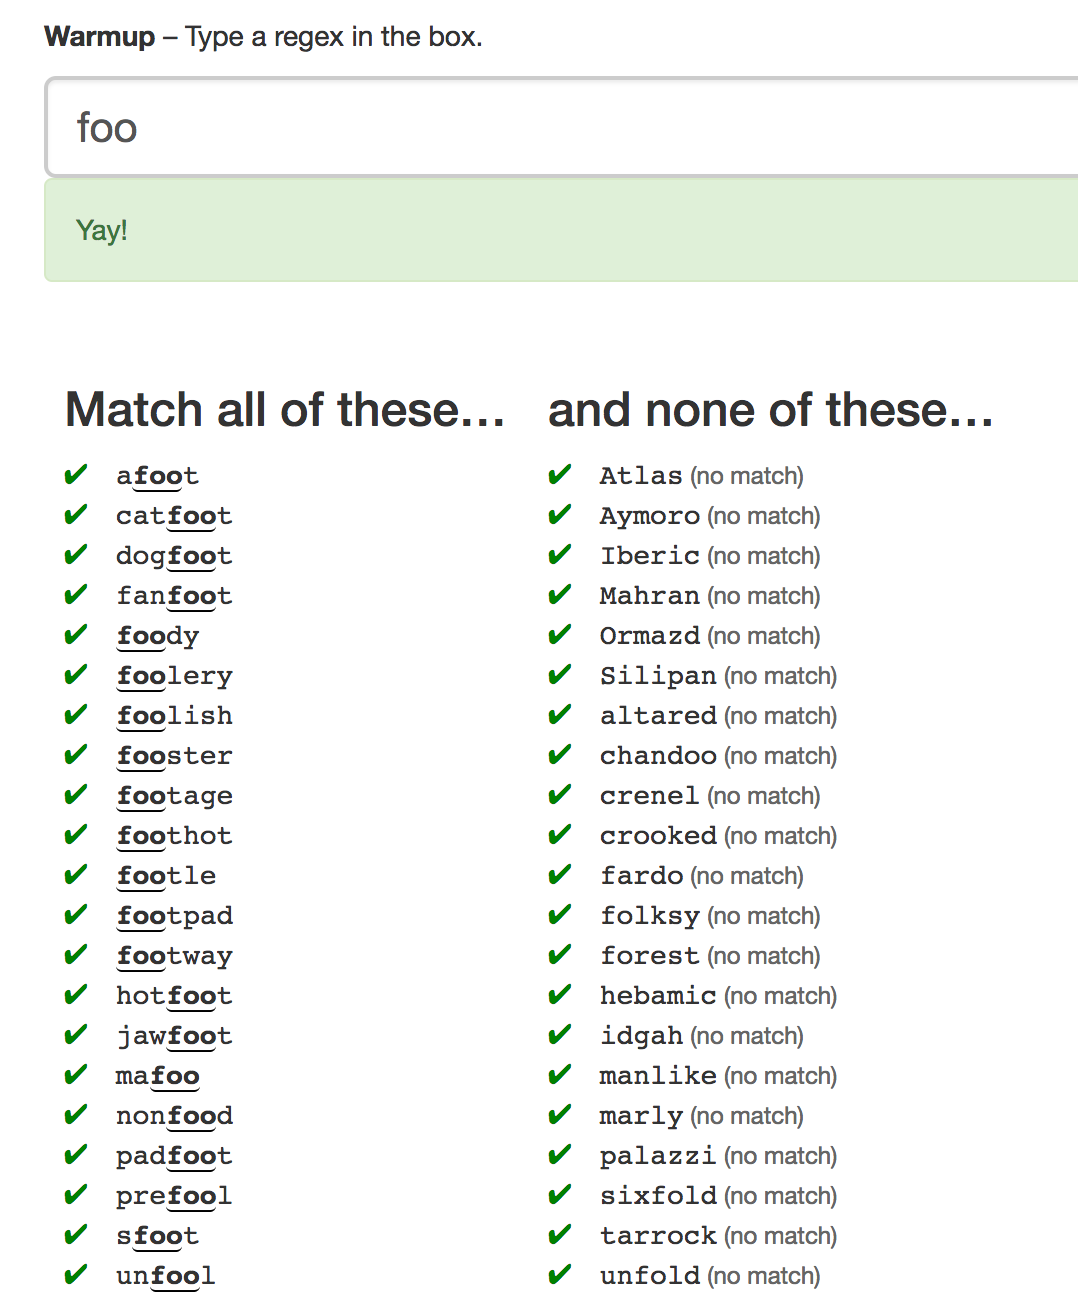 Warmup – Type a regex in the box.
foo
Yay!
Match all of these… and none of these…
✔ afoot ✔ Atlas (no match)
✔ catfoot ✔ Aymoro (no match)
✔ dogfoot ✔ Iberic (no match)
✔ fanfoot ✔ Mahran (no match)
✔ foody ✔ Ormazd (no match)
✔ foolery ✔ Silipan (no match)
✔ foolish ✔ altared (no match)
✔ fooster ✔ chandoo (no match)
✔ footage ✔ crenel (no match)
✔ foothot ✔ crooked (no match)
✔ footle ✔ fardo (no match)
✔ footpad ✔ folksy (no match)
✔ footway ✔ forest (no match)
✔ hotfoot ✔ hebamic (no match)
✔ jawfoot ✔ idgah (no match)
✔ mafoo ✔ manlike (no match)
✔ nonfood ✔ marly (no match)
✔ padfoot ✔ palazzi (no match)
✔ prefool ✔ sixfold (no match)
✔ sfoot ✔ tarrock (no match)
✔ unfool ✔ unfold (no match)